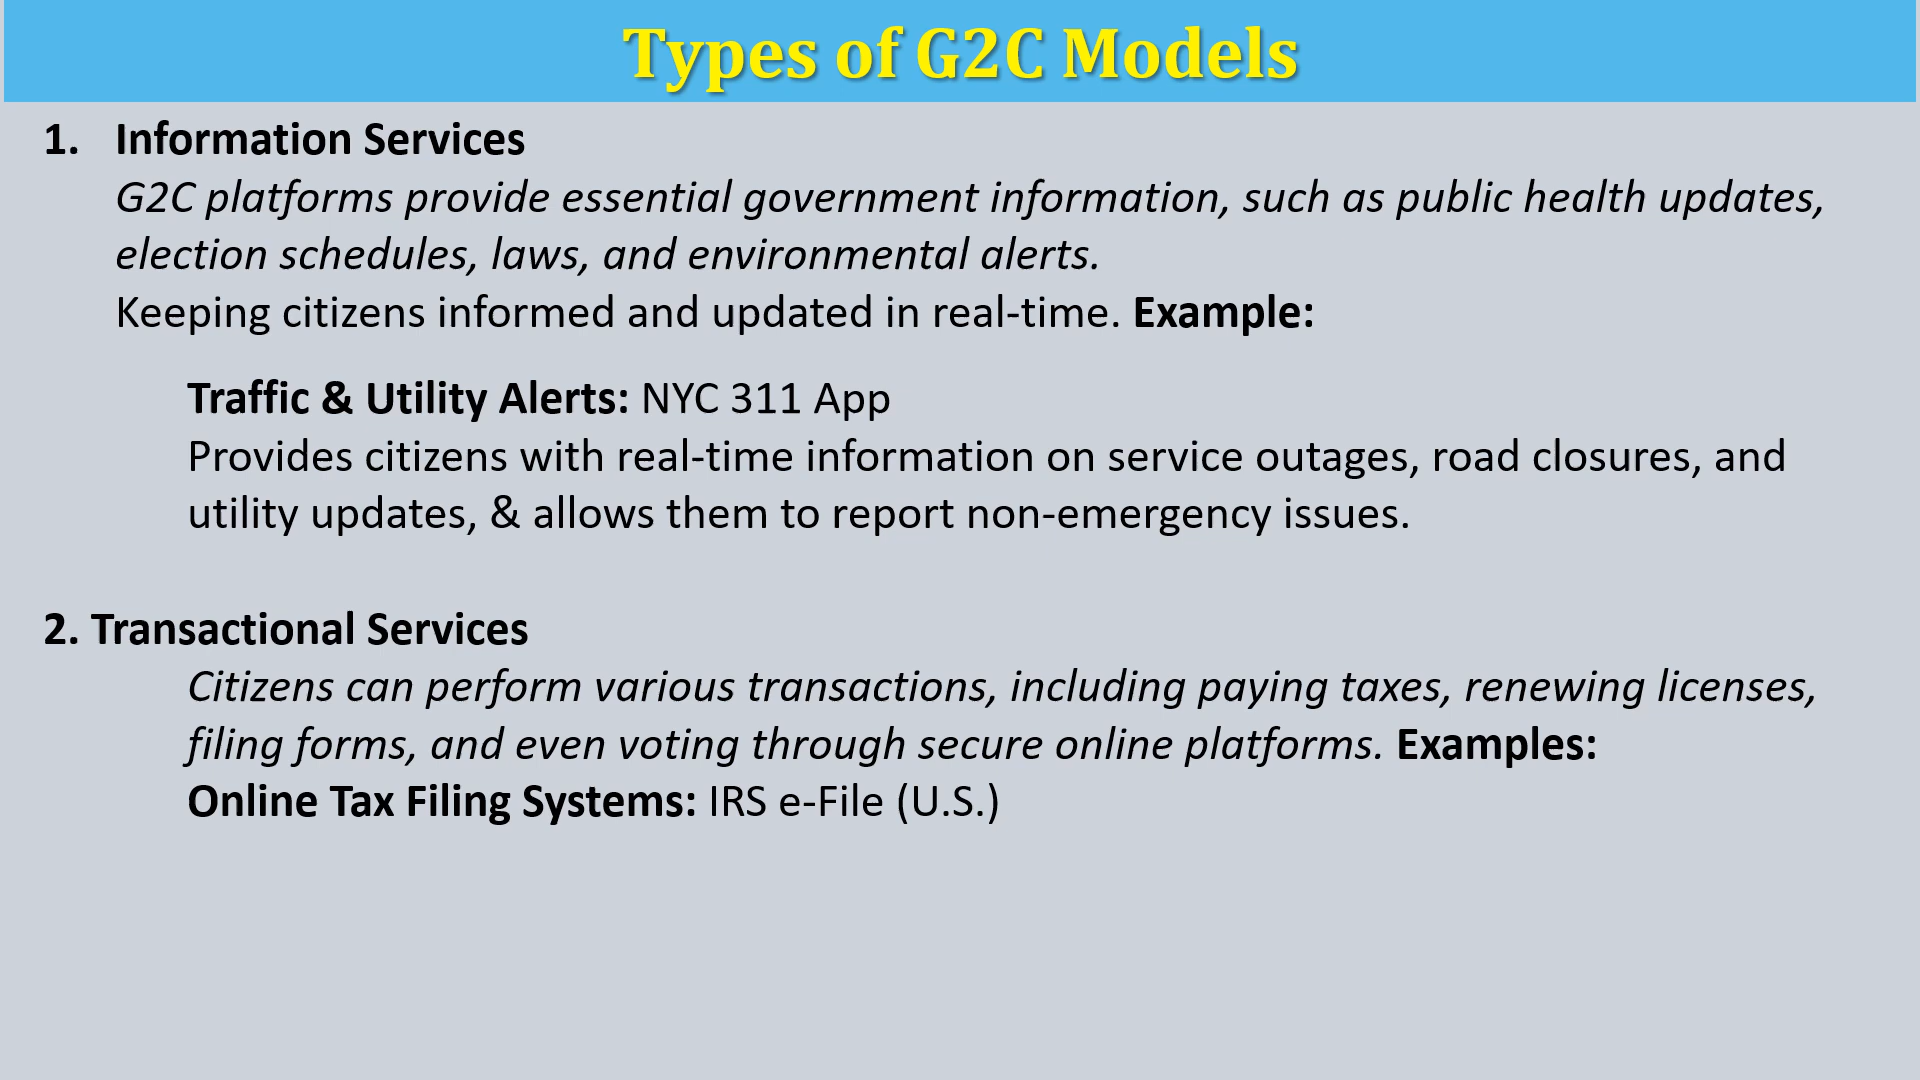 Types of G2C Models
1. Information Services
G2C platforms provide essential government information, such as public health updates,
election schedules, laws, and environmental alerts.
Keeping citizens informed and updated in real-time. Example:
Traffic & Utility Alerts: NYC 311 App
Provides citizens with real-time information on service outages, road closures, and
utility updates, & allows them to report non-emergency issues.
2. Transactional Services
Citizens can perform various transactions, including paying taxes, renewing licenses,
filing forms, and even voting through secure online platforms. Examples:
Online Tax Filing Systems: IRS e-File (U.S.)